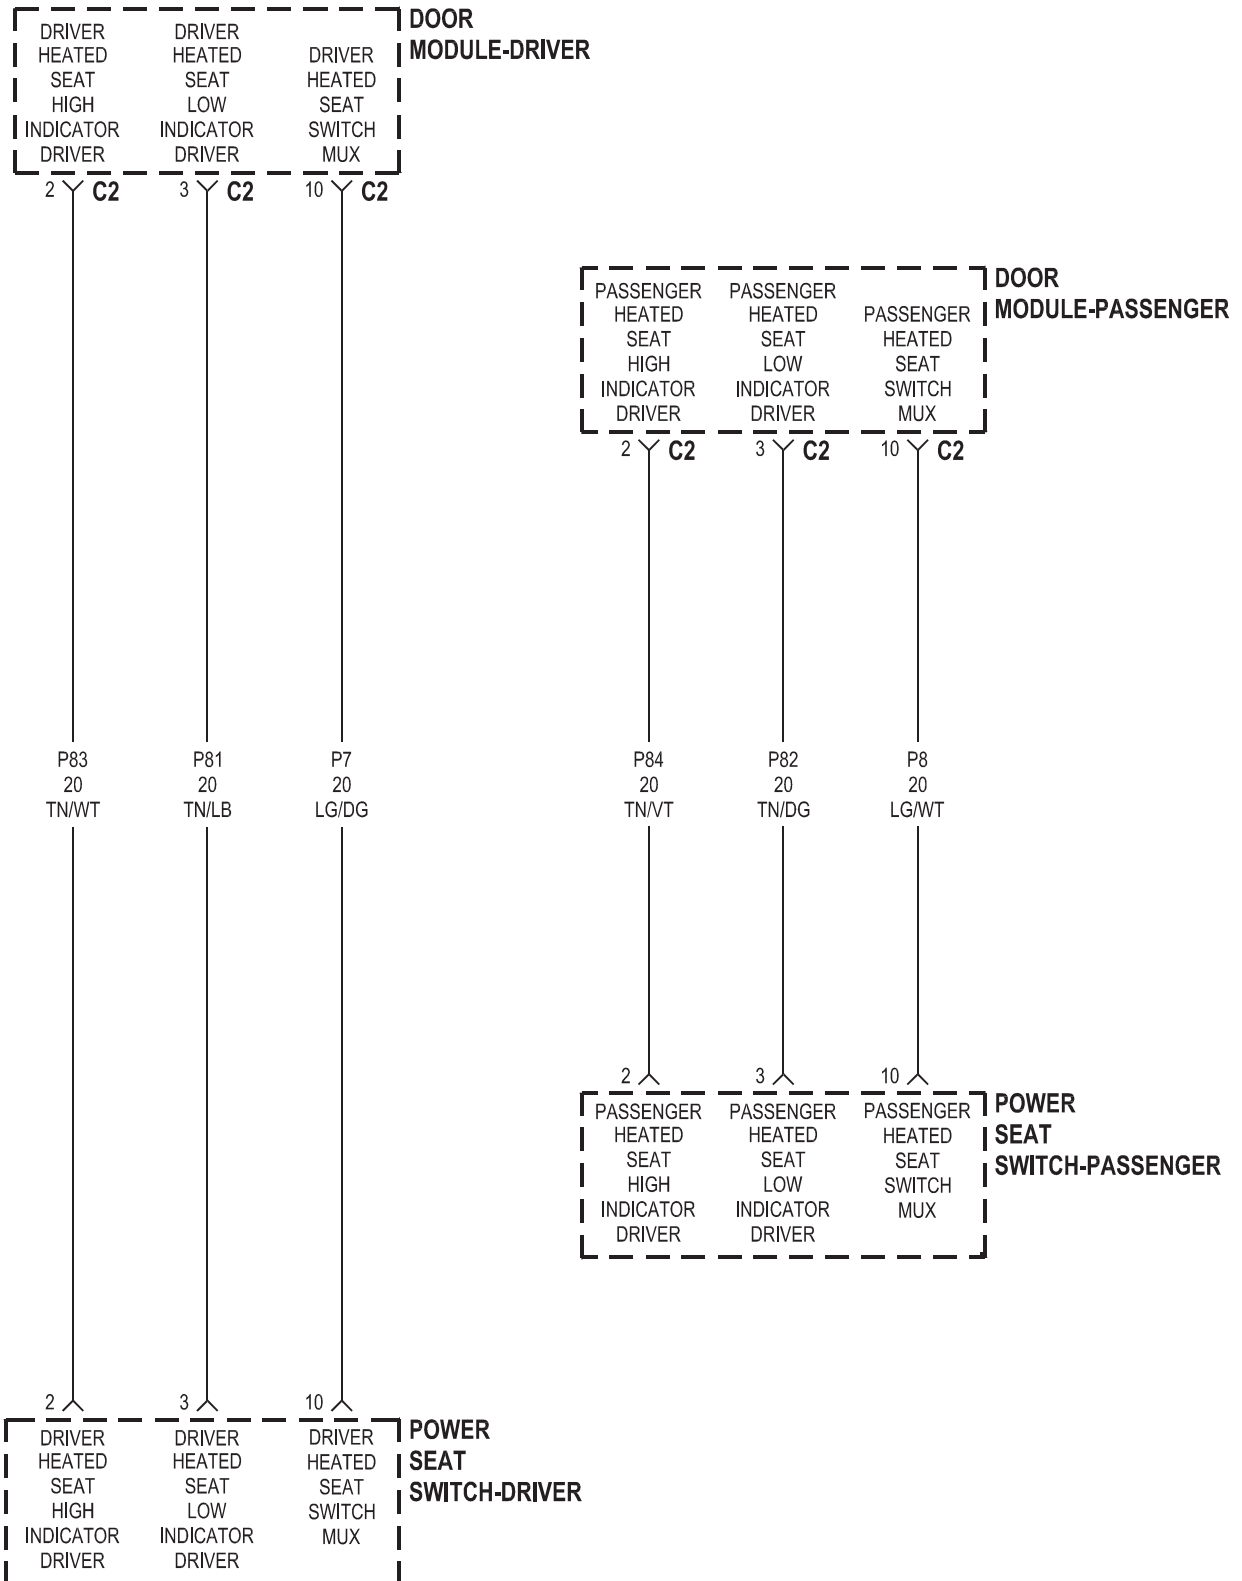 DOOR
MODULE-DRIVER
DRIVER
HEATED
SEAT
HIGH
INDICATOR
DRIVER
DRIVER
HEATED
SEAT
LOW
INDICATOR
DRIVER
DRIVER
HEATED
SEAT
SWITCH
MUX
2 C2
3 C2
10 C2
DOOR
MODULE-PASSENGER
PASSENGER
HEATED
SEAT
HIGH
INDICATOR
DRIVER
PASSENGER
HEATED
SEAT
LOW
INDICATOR
DRIVER
PASSENGER
HEATED
SEAT
SWITCH
MUX
2 C2
3 C2
10 C2
P83
20
TN/WT
P81
20
TN/LB
P7
20
LG/DG
P84
20
TN/VT
P82
20
TN/DG
P8
20
LG/WT
2
3
10
POWER
SEAT
SWITCH-PASSENGER
PASSENGER
HEATED
SEAT
HIGH
INDICATOR
DRIVER
PASSENGER
HEATED
SEAT
LOW
INDICATOR
DRIVER
PASSENGER
HEATED
SEAT
SWITCH
MUX
2
3
10
POWER
SEAT
SWITCH-DRIVER
DRIVER
HEATED
SEAT
HIGH
INDICATOR
DRIVER
DRIVER
HEATED
SEAT
LOW
INDICATOR
DRIVER
DRIVER
HEATED
SEAT
SWITCH
MUX